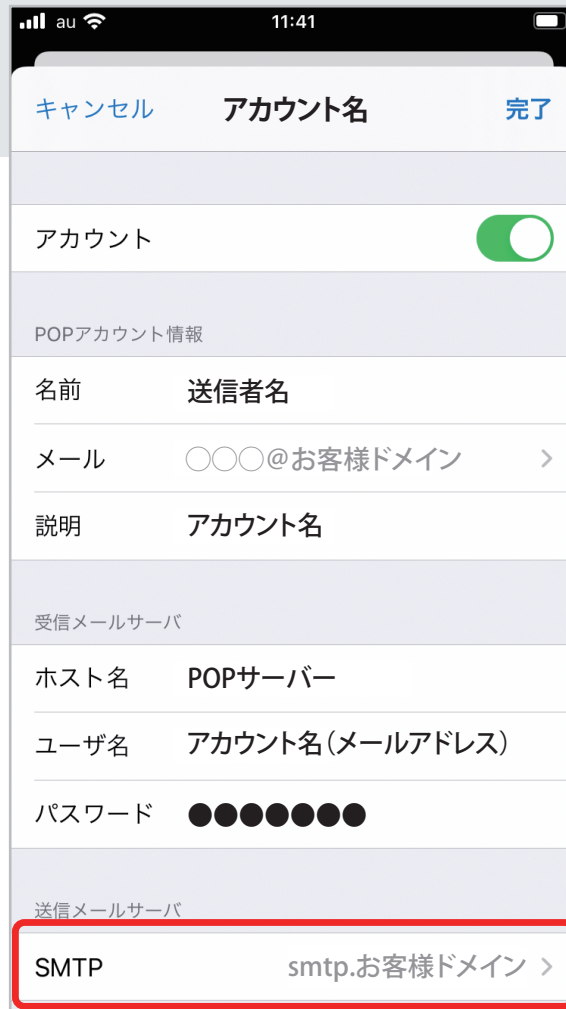 au 11:41
キャンセル アカウント名 完了
アカウント
POPアカウント情報
名前 送信者名
メール ○○○@お客様ドメイン
説明 アカウント名
受信メールサーバ
ホスト名 POPサーバー
ユーザ名 アカウント名(メールアドレス)
パスワード ●●●●●●●
送信メールサーバ
SMTP smtp.お客様ドメイン